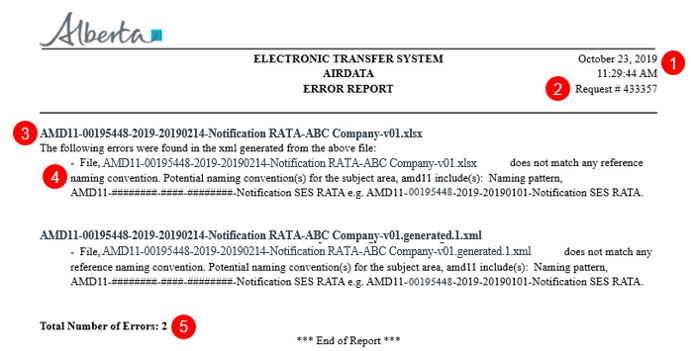 Alberta
ELECTRONIC TRANSFER SYSTEM
AIRDATA
ERROR REPORT
October 23, 2019
1
11:29:44 AM
2
Request # 433357
3
AMD11-00195448-2019-20190214-Notification RATA-ABC Company-v01.xlsx
The following errors were found in the xml generated from the above file:
- File, AMD11-00195448-2019-20190214-Notification RATA-ABC Company-v01.xlsx does not match any reference
4
naming convention. Potential naming convention(s) for the subject area, amd11 include(s): Naming pattern,
AMD11-########-####-########-Notification SES RATA e.g. AMD11-00195448-2019-20190101-Notification SES RATA.
AMD11-00195448-2019-20190214-Notification RATA-ABC Company-v01.generated.1.xml
- File, AMD11-00195448-2019-20190214-Notification RATA-ABC Company-v01.generated.1.xml does not match any
reference naming convention. Potential naming convention(s) for the subject area, amd11 include(s): Naming pattern,
AMD11-########-####-########-Notification SES RATA e.g. AMD11-00195448-2019-20190101-Notification SES RATA.
Total Number of Errors: 2
5
*** End of Report ***